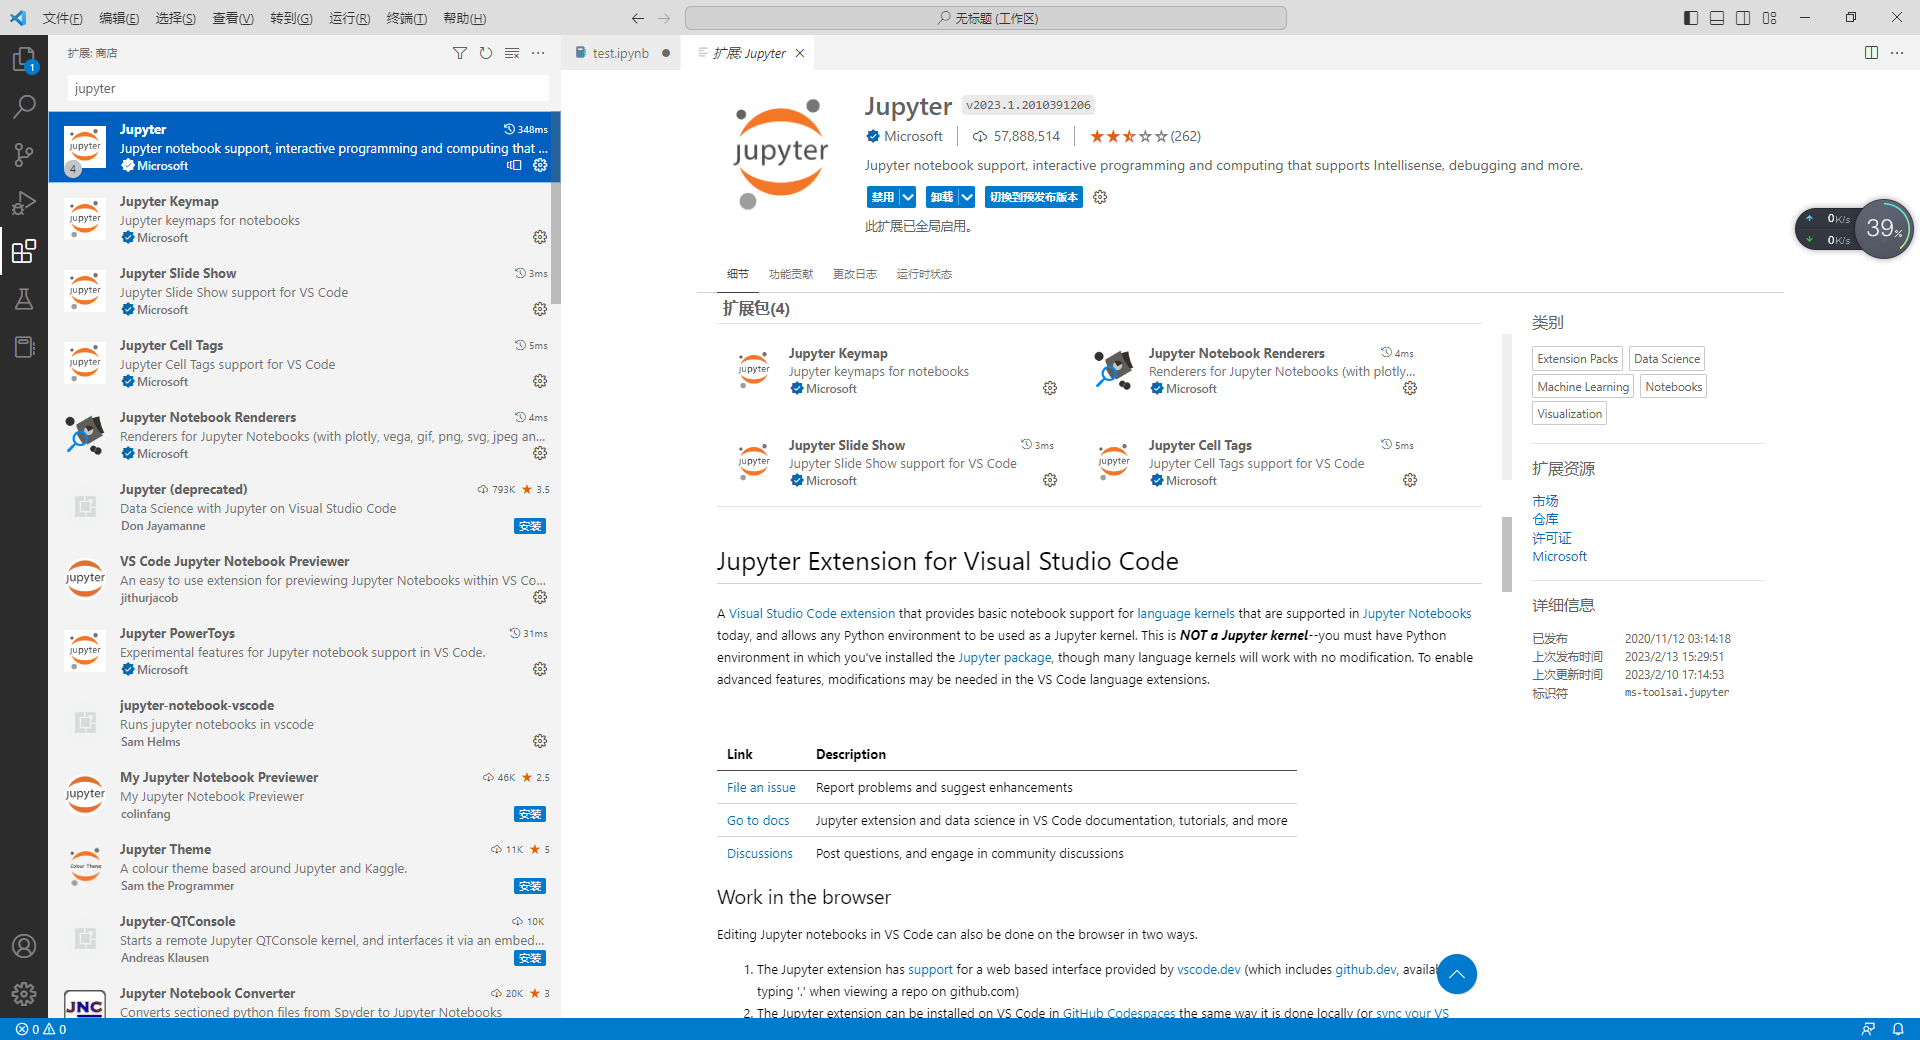 文件(F) 编辑(E) 选择(S) 查看(V) 转到(G) 运行(R) 终端(T) 帮助(H)
无标题 (工作区)
扩展: 商店
test.ipynb
扩展: Jupyter
1
jupyter
Jupyter 348ms
Jupyter notebook support, interactive programming and computing that ...
Microsoft
4
Jupyter Keymap
Jupyter keymaps for notebooks
Microsoft
Jupyter Slide Show 3ms
Jupyter Slide Show support for VS Code
Microsoft
Jupyter Cell Tags 5ms
Jupyter Cell Tags support for VS Code
Microsoft
Jupyter Notebook Renderers 4ms
Renderers for Jupyter Notebooks (with plotly, vega, gif, png, svg, jpeg an...
Microsoft
Jupyter (deprecated) 793K ★ 3.5
Data Science with Jupyter on Visual Studio Code
Don Jayamanne 安装
VS Code Jupyter Notebook Previewer
An easy to use extension for previewing Jupyter Notebooks within VS Co...
jithurjacob
Jupyter PowerToys 31ms
Experimental features for Jupyter notebook support in VS Code.
Microsoft
jupyter-notebook-vscode
Runs jupyter notebooks in vscode
Sam Helms
My Jupyter Notebook Previewer 46K ★ 2.5
My Jupyter Notebook Previewer
colinfang 安装
Jupyter Theme 11K ★ 5
A colour theme based around Jupyter and Kaggle.
Sam the Programmer 安装
Jupyter-QTConsole 10K
Starts a remote Jupyter QTConsole kernel, and interfaces it via an embed...
Andreas Klausen 安装
Jupyter Notebook Converter 20K ★ 3
Converts sectioned python files from Spyder to Jupyter Notebooks
JNC
jupyter
Jupyter v2023.1.2010391206
Microsoft 57,888,514 (262)
Jupyter notebook support, interactive programming and computing that supports Intellisense, debugging and more.
禁用 卸载 切换到预发布版本
此扩展已全局启用。
0K/s
0K/s
39%
细节 功能贡献 更改日志 运行时状态
扩展包(4)
Jupyter Keymap
Jupyter keymaps for notebooks
Microsoft
Jupyter Notebook Renderers 4ms
Renderers for Jupyter Notebooks (with plotly...
Microsoft
Jupyter Slide Show 3ms
Jupyter Slide Show support for VS Code
Microsoft
Jupyter Cell Tags 5ms
Jupyter Cell Tags support for VS Code
Microsoft
Jupyter Extension for Visual Studio Code
A Visual Studio Code extension that provides basic notebook support for language kernels that are supported in Jupyter Notebooks
today, and allows any Python environment to be used as a Jupyter kernel. This is NOT a Jupyter kernel--you must have Python
environment in which you've installed the Jupyter package, though many language kernels will work with no modification. To enable
advanced features, modifications may be needed in the VS Code language extensions.
Link Description
File an issue Report problems and suggest enhancements
Go to docs Jupyter extension and data science in VS Code documentation, tutorials, and more
Discussions Post questions, and engage in community discussions
Work in the browser
Editing Jupyter notebooks in VS Code can also be done on the browser in two ways.
1. The Jupyter extension has support for a web based interface provided by vscode.dev (which includes github.dev,
typing '.' when viewing a repo on github.com)
2. The Jupyter extension can be installed on VS Code in GitHub Codespaces the same way it is done locally (or sync your VS
类别
Extension Packs Data Science
Machine Learning Notebooks
Visualization
扩展资源
市场
仓库
许可证
Microsoft
详细信息
已发布 2020/11/12 03:14:18
上次发布时间 2023/2/13 15:29:51
上次更新时间 2023/2/10 17:14:53
标识符 ms-toolsai.jupyter
0 0